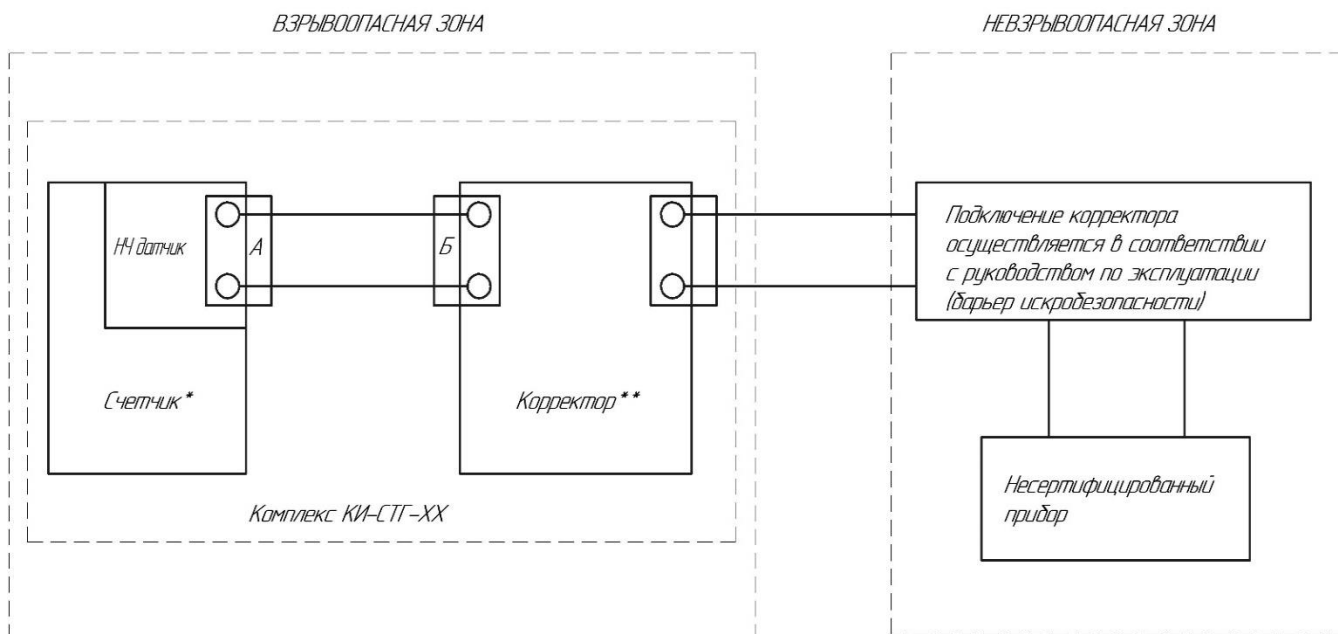 ВЗРЫВООПАСНАЯ ЗОНА
НЕВЗРЫВООПАСНАЯ ЗОНА
НЧ датчик
А
Б
Счетчик*
Корректор**
Комплекс КИ-СТГ-ХХ
Подключение корректора
осуществляется в соответствии
с руководством по эксплуатации
(барьер искробезопасности)
Несертифицированный
прибор